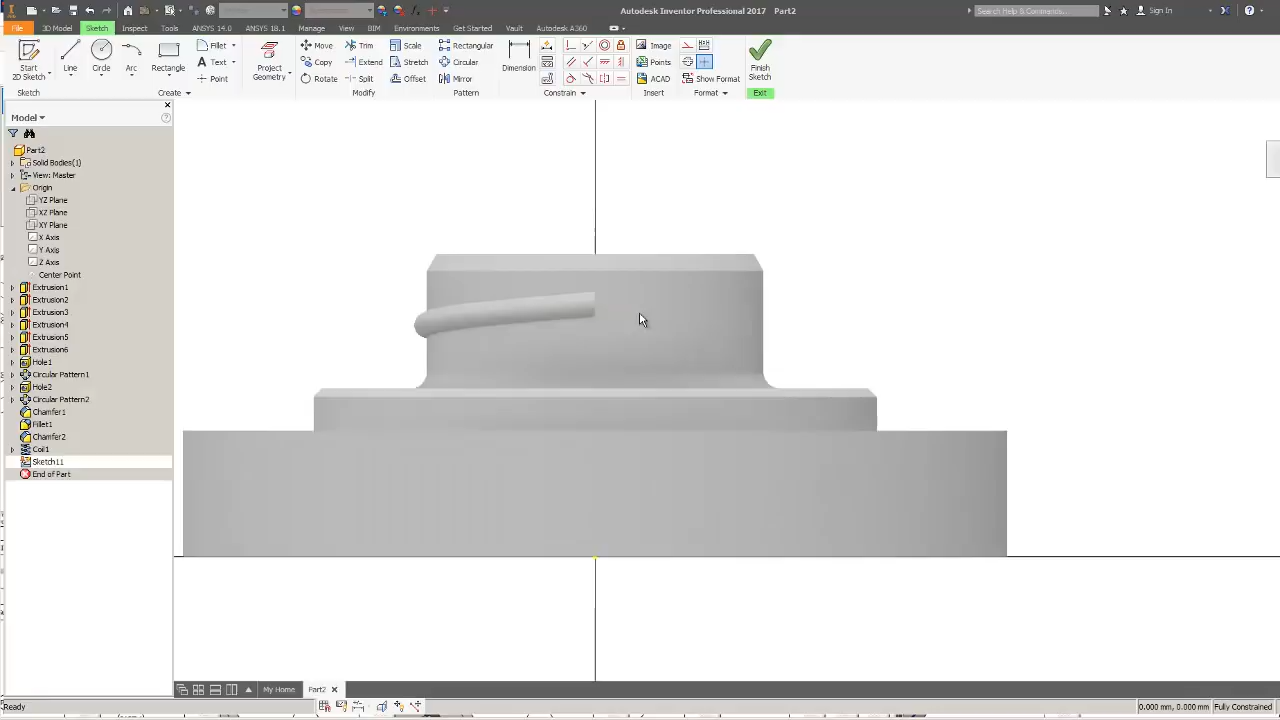 Autodesk Inventor Professional 2017 Part2
Search Help & Commands...
Sign In
File 3D Model Sketch Inspect Tools ANSYS 14.0 ANSYS 18.1 Manage View BIM Environments Get Started Vault Autodesk A360
Start
2D Sketch
Line
Circle
Arc
Rectangle
Fillet
Text
Point
Project
Geometry
Move
Copy
Rotate
Trim
Extend
Split
Scale
Stretch
Offset
Rectangular
Circular
Mirror
Dimension
Image
Points
ACAD
Show Format
Finish
Sketch
Sketch Create Modify Pattern Constrain Insert Format Exit
Model
Part2
Solid Bodies(1)
View: Master
Origin
YZ Plane
XZ Plane
XY Plane
X Axis
Y Axis
Z Axis
Center Point
Extrusion1
Extrusion2
Extrusion3
Extrusion4
Extrusion5
Extrusion6
Hole1
Circular Pattern1
Hole2
Circular Pattern2
Chamfer1
Fillet1
Chamfer2
Coil1
Sketch11
End of Part
My Home Part2
Ready
0.000 mm, 0.000 mm Fully Constrained